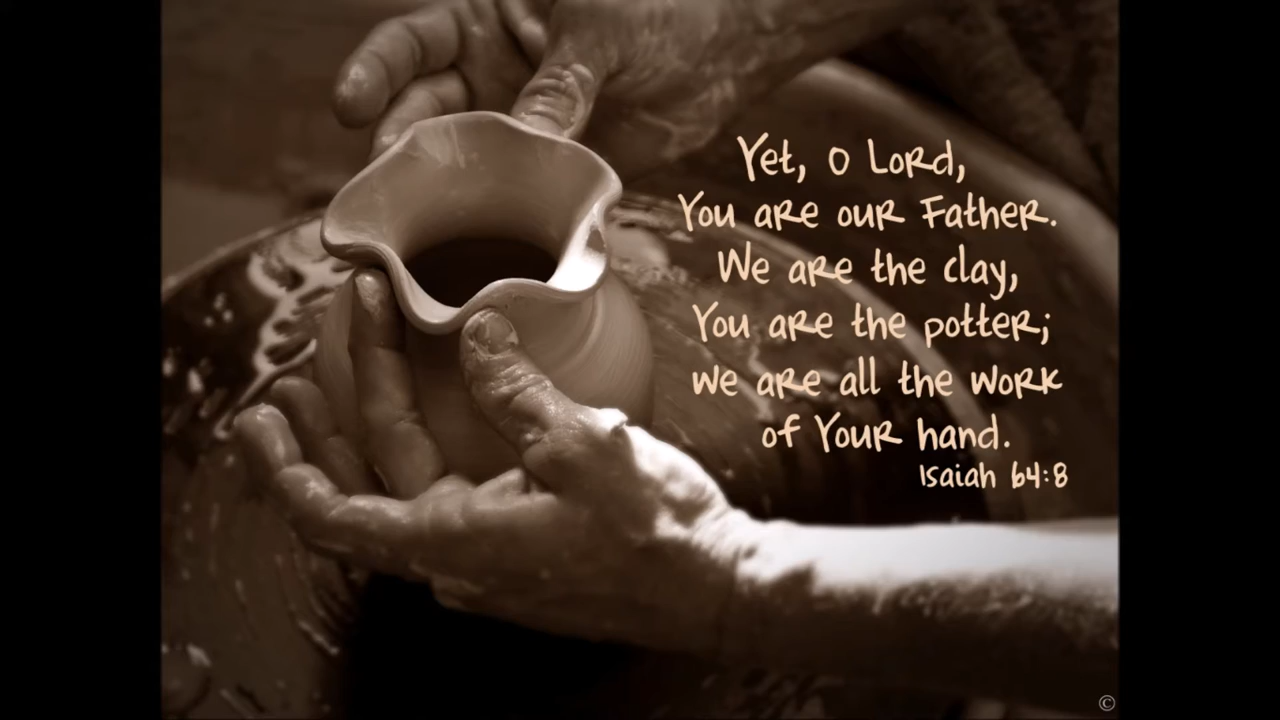 Yet, O Lord,
You are our Father.
We are the clay,
You are the potter;
we are all the work
of Your hand.
Isaiah 64:8
©